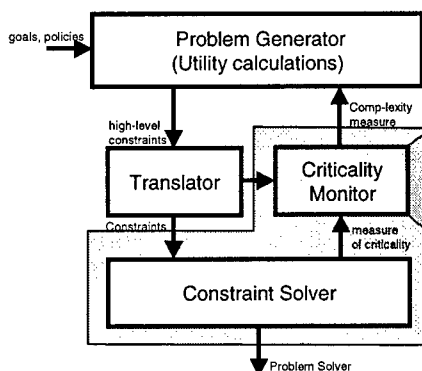 goals, policies
Problem Generator
(Utility calculations)
high-level
constraints
Comp-lexity
measure
Translator
Criticality
Monitor
Constraints
measure
of criticality
Constraint Solver
Problem Solver